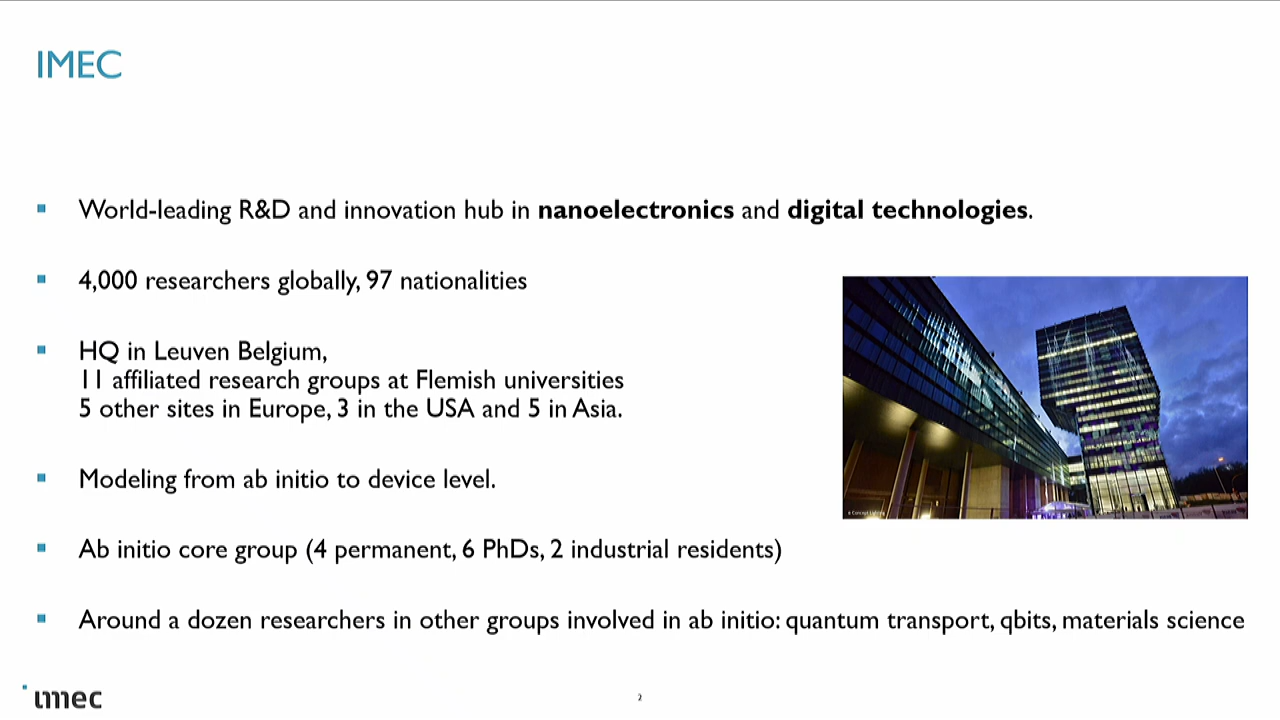 IMEC
World-leading R&D and innovation hub in nanoelectronics and digital technologies.
4,000 researchers globally, 97 nationalities
HQ in Leuven Belgium,
11 affiliated research groups at Flemish universities
5 other sites in Europe, 3 in the USA and 5 in Asia.
Modeling from ab initio to device level.
© Concept Lighting
Ab initio core group (4 permanent, 6 PhDs, 2 industrial residents)
Around a dozen researchers in other groups involved in ab initio: quantum transport, qbits, materials science
imec
2